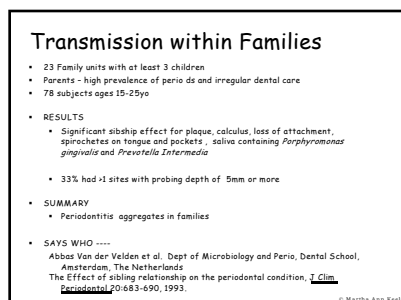 Transmission within Families
• 23 Family units with at least 3 children
• Parents - high prevalence of perio ds and irregular dental care
• 78 subjects ages 15-25yo
• RESULTS
• Significant sibship effect for plaque, calculus, loss of attachment,
spirochetes on tongue and pockets , saliva containing Porphyromonas
gingivalis and Prevotella Intermedia
• 33% had >1 sites with probing depth of 5mm or more
• SUMMARY
• Periodontitis aggregates in families
• SAYS WHO ----
Abbas Van der Velden et al. Dept of Microbiology and Perio, Dental School,
Amsterdam, The Netherlands
The Effect of sibling relationship on the periodontal condition, J Clim
Periodontol 20:683-690, 1993.
© Martha Ann Keel